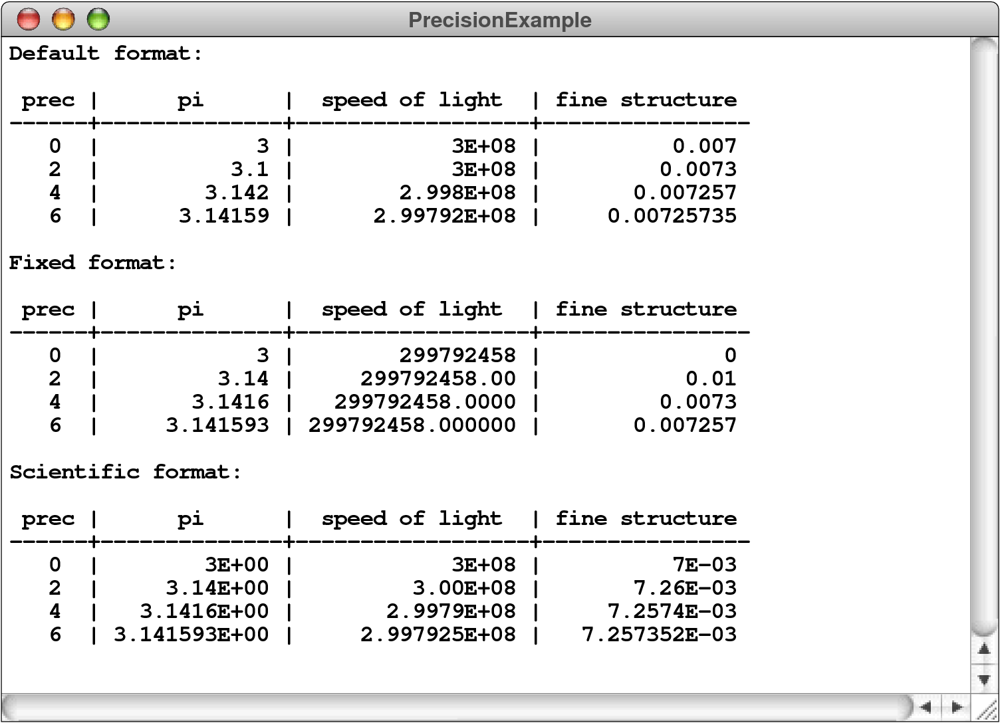 PrecisionExample
Default format:
 prec |      pi      |  speed of light  | fine structure
------+--------------+------------------+----------------
   0  |            3 |            3E+08 |          0.007
   2  |          3.1 |            3E+08 |         0.0073
   4  |        3.142 |        2.998E+08 |       0.007257
   6  |      3.14159 |      2.99792E+08 |     0.00725735
Fixed format:
 prec |      pi      |  speed of light  | fine structure
------+--------------+------------------+----------------
   0  |            3 |        299792458 |              0
   2  |         3.14 |     299792458.00 |           0.01
   4  |       3.1416 |   299792458.0000 |         0.0073
   6  |     3.141593 | 299792458.000000 |       0.007257
Scientific format:
 prec |      pi      |  speed of light  | fine structure
------+--------------+------------------+----------------
   0  |        3E+00 |            3E+08 |          7E-03
   2  |     3.14E+00 |         3.00E+08 |       7.26E-03
   4  |   3.1416E+00 |       2.9979E+08 |     7.2574E-03
   6  | 3.141593E+00 |     2.997925E+08 |   7.257352E-03